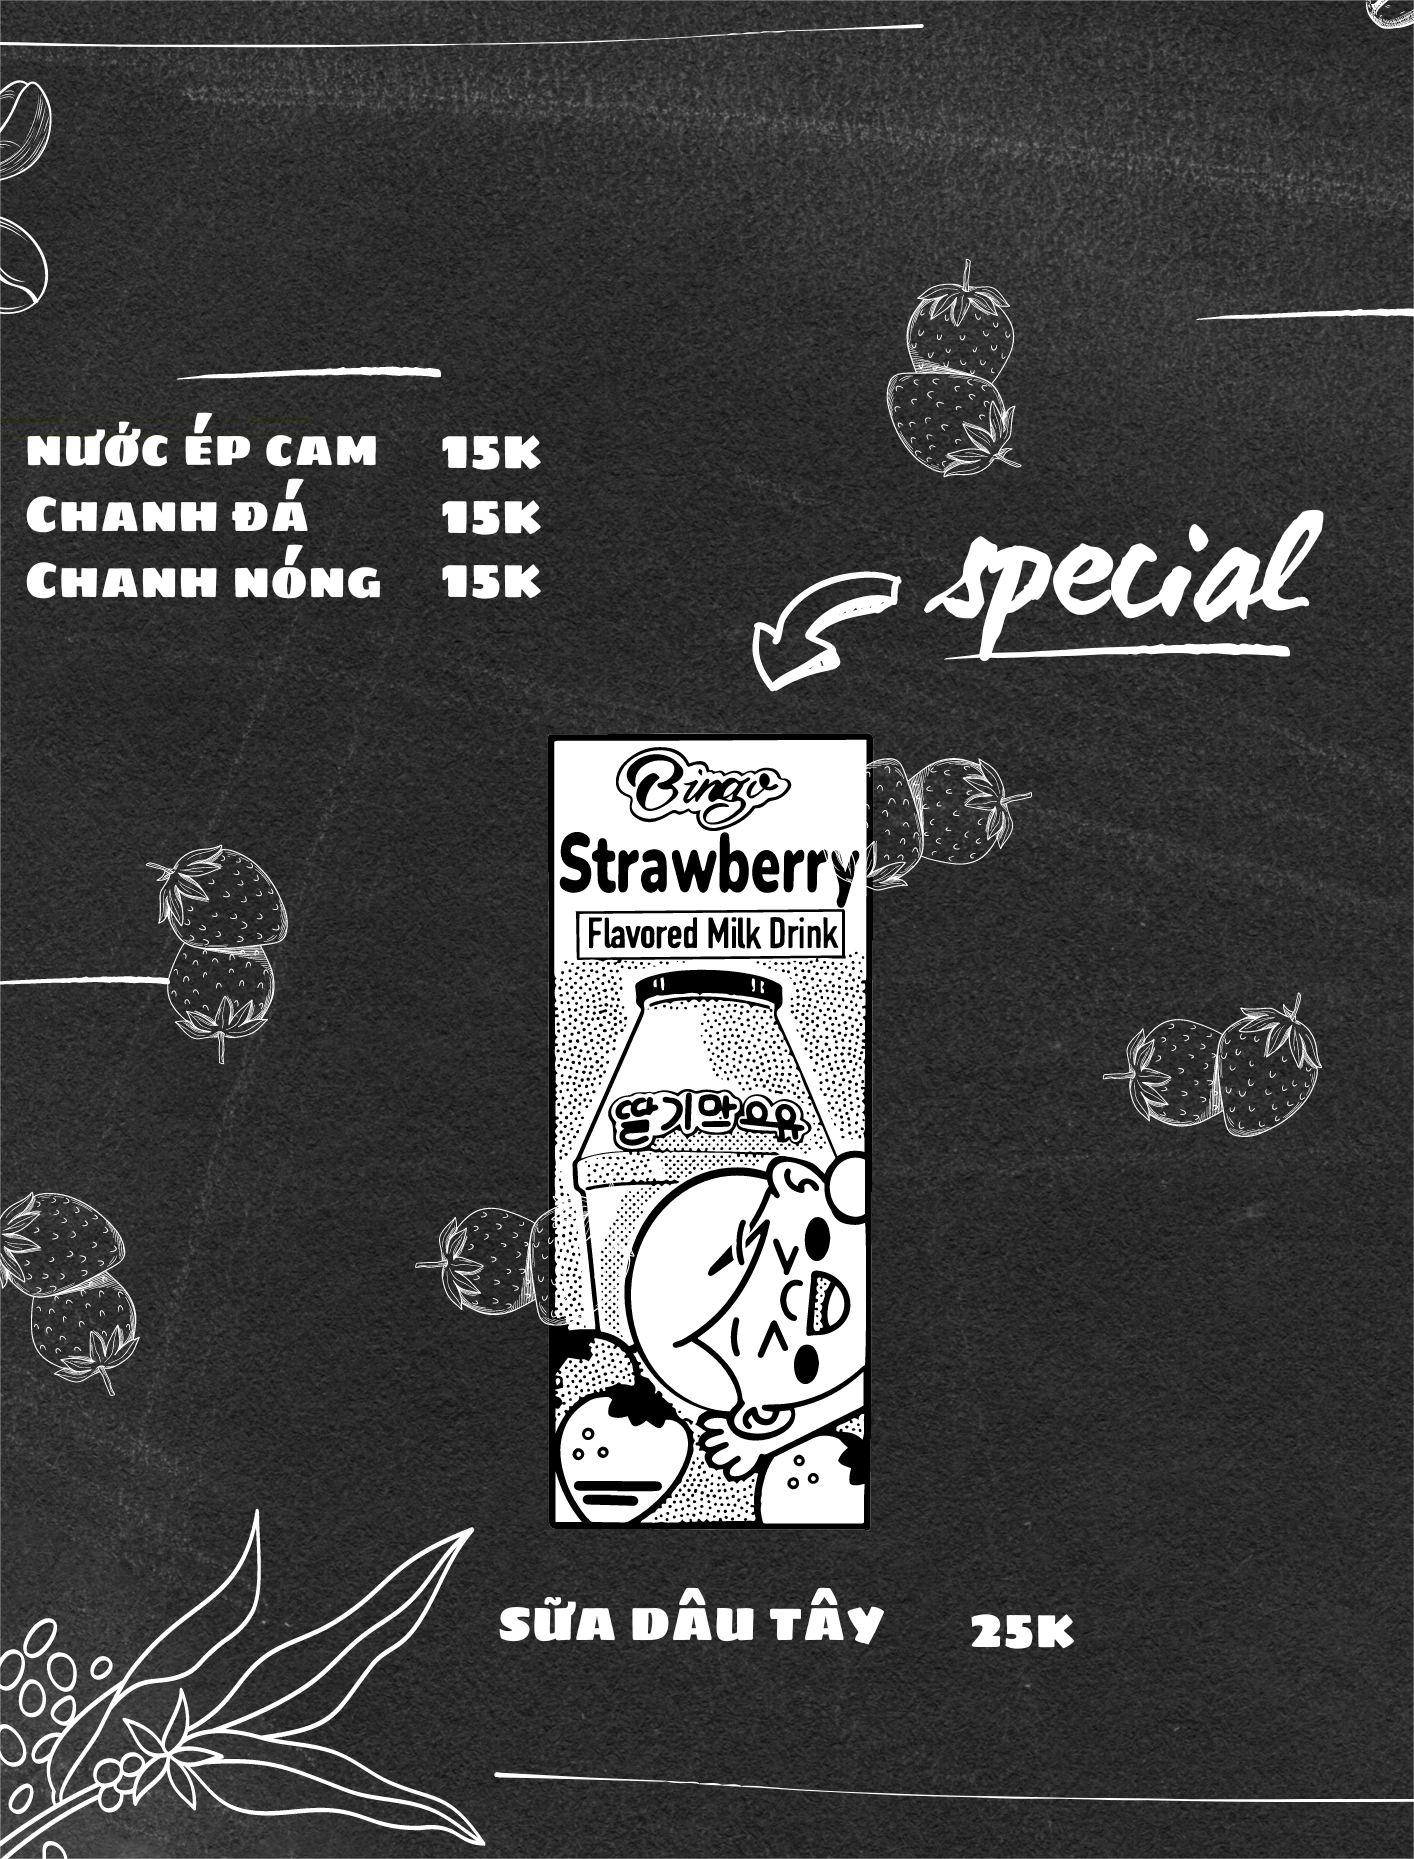 NƯỚC ÉP CAM 15K
CHANH ĐÁ 15K
CHANH NÓNG 15K
special
Bingo
Strawberry
Flavored Milk Drink
딸기맛우유
SỮA DÂU TÂY 25K